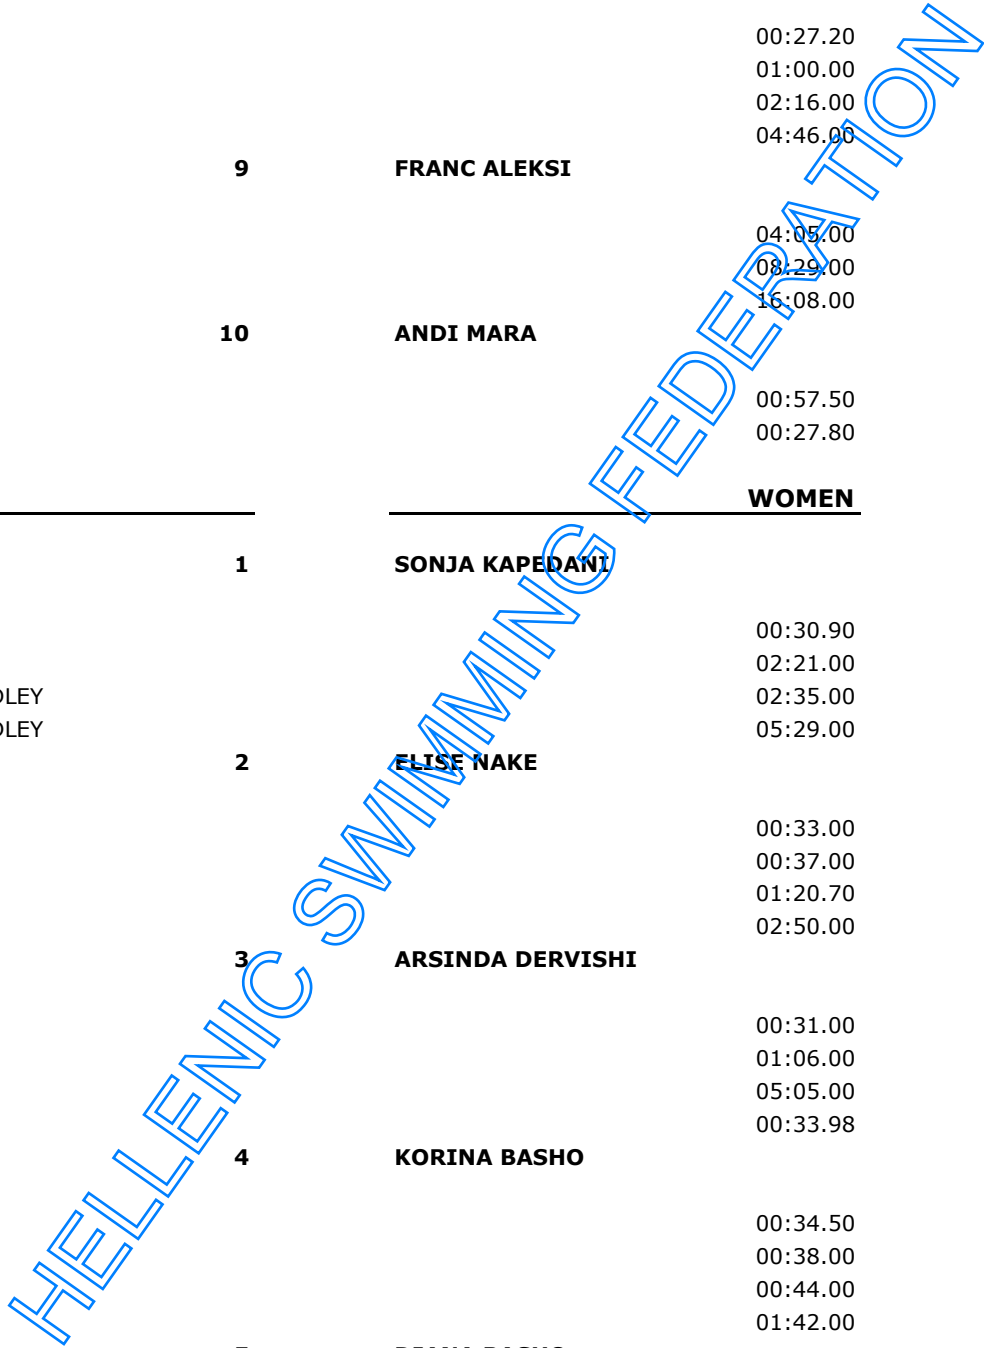 00:27.20
01:00.00
02:16.00
04:46.00
9 FRANC ALEKSI
04:05.00
08:29.00
16:08.00
10 ANDI MARA
00:57.50
00:27.80
WOMEN
1 SONJA KAPEDANI
00:30.90
02:21.00
DLEY 02:35.00
DLEY 05:29.00
2 ELISE NAKE
00:33.00
00:37.00
01:20.70
02:50.00
3 ARSINDA DERVISHI
00:31.00
01:06.00
05:05.00
00:33.98
4 KORINA BASHO
00:34.50
00:38.00
00:44.00
01:42.00
HELLENIC SWIMMING FEDERATION